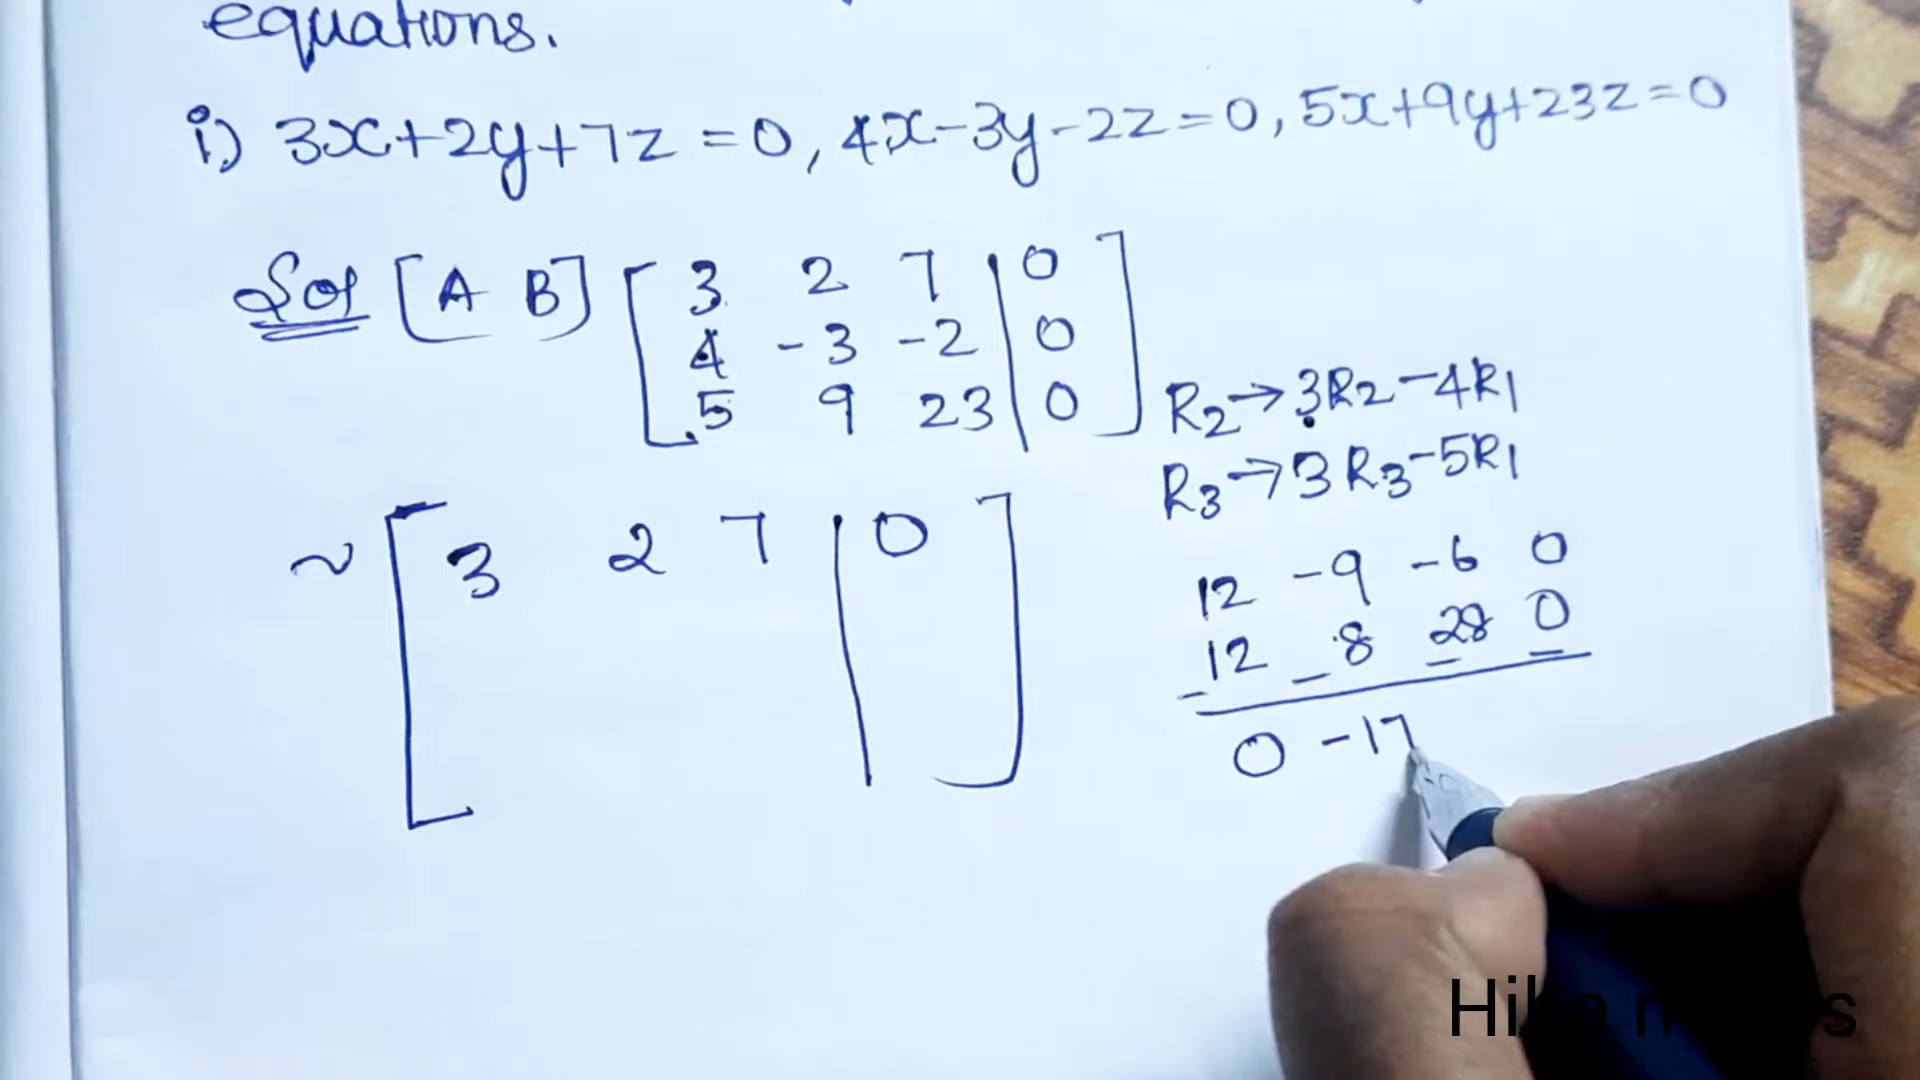 equations.
i) 3x+2y+7z=0, 4x-3y-2z=0, 5x+9y+23z=0
Sol [A B] [3 2 7 | 0
4 -3 -2 | 0
5 9 23 | 0]
R2→3R2-4R1
R3→3R3-5R1
~ [3 2 7 | 0]
12 -9 -6 0
12 8 28 0
- - - -
0 -17